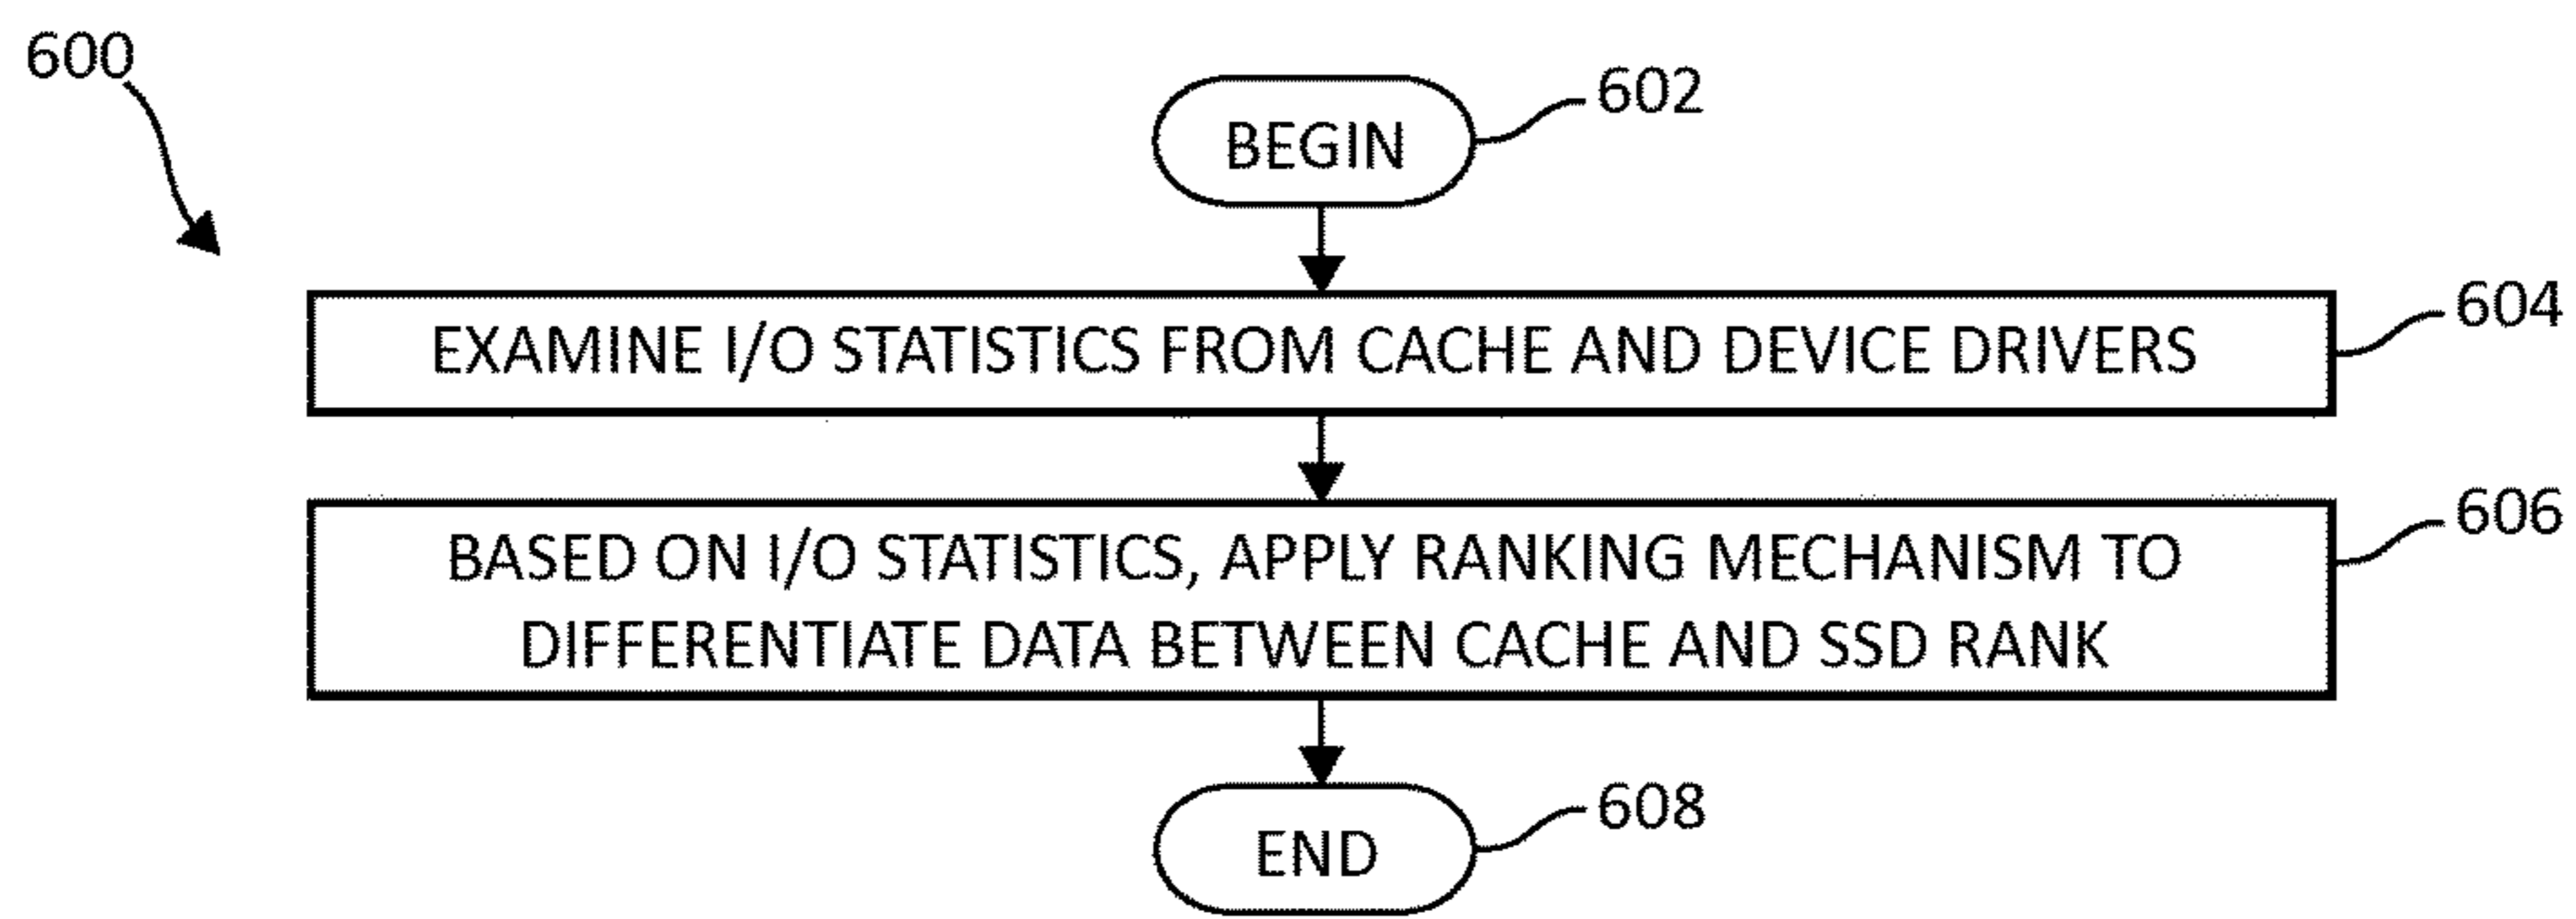 600
602
BEGIN
604
EXAMINE I/O STATISTICS FROM CACHE AND DEVICE DRIVERS
606
BASED ON I/O STATISTICS, APPLY RANKING MECHANISM TO
DIFFERENTIATE DATA BETWEEN CACHE AND SSD RANK
608
END